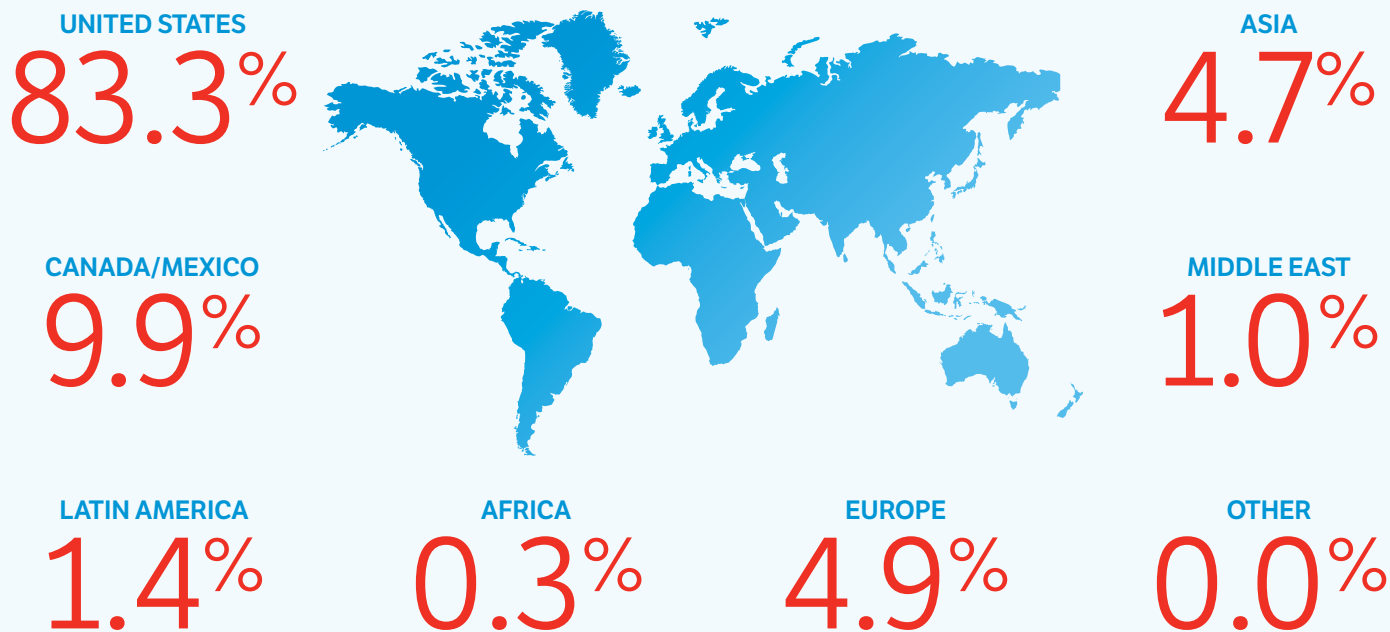 UNITED STATES
83.3%
ASIA
4.7%
CANADA/MEXICO
9.9%
MIDDLE EAST
1.0%
LATIN AMERICA
1.4%
AFRICA
0.3%
EUROPE
4.9%
OTHER
0.0%